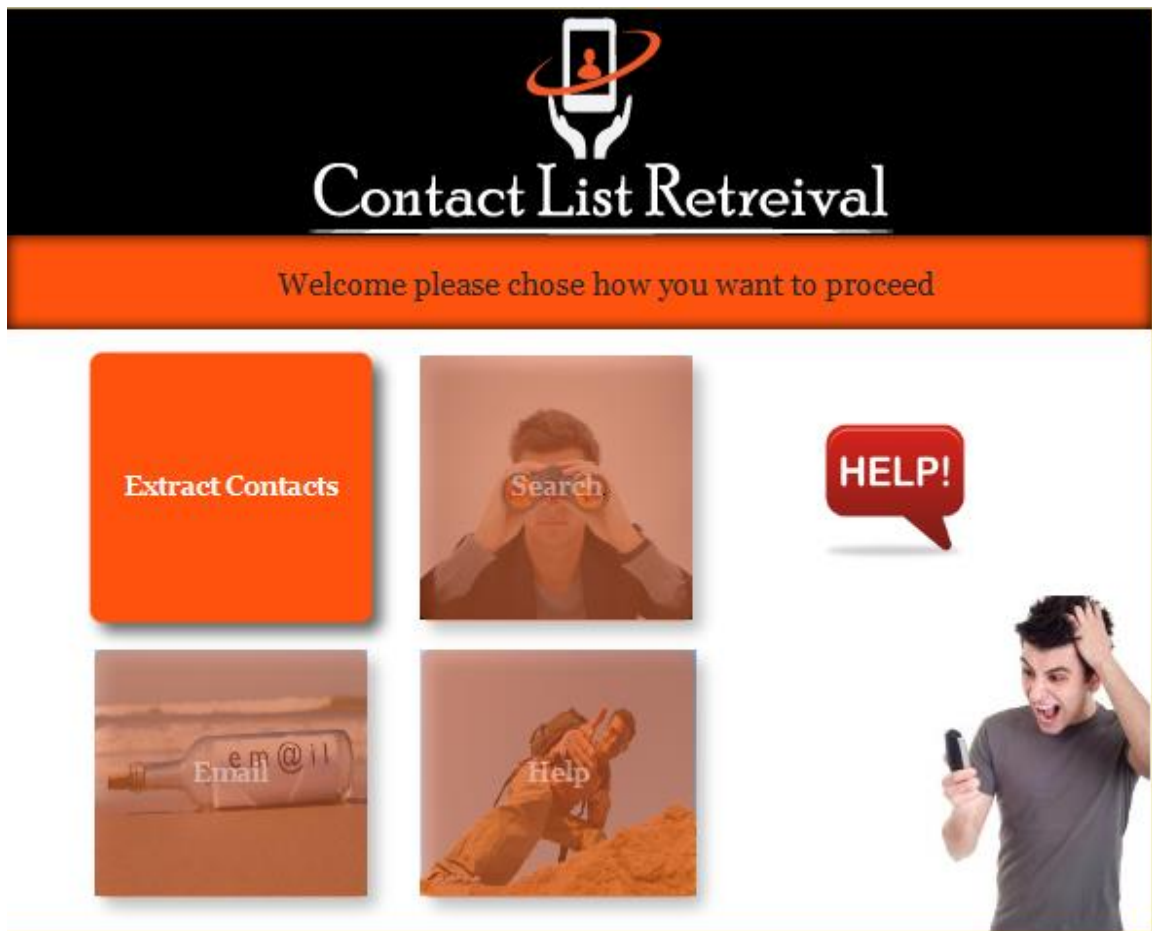 Contact List Retreival
Welcome please chose how you want to proceed
Extract Contacts
Search
HELP!
em@il
Email
Help